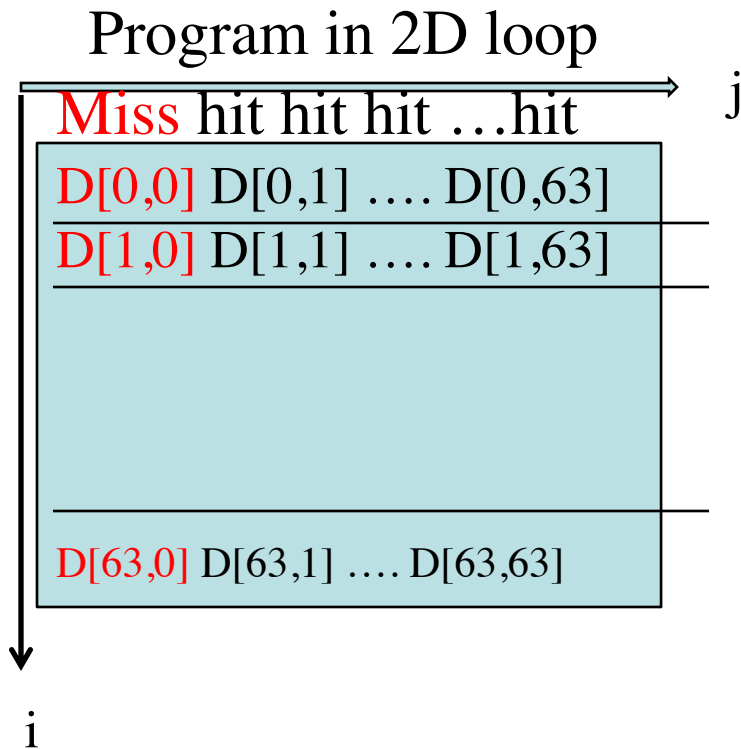 Program in 2D loop
j
Miss hit hit hit …hit
D[0,0] D[0,1] …. D[0,63]
D[1,0] D[1,1] …. D[1,63]
D[63,0] D[63,1] …. D[63,63]
i